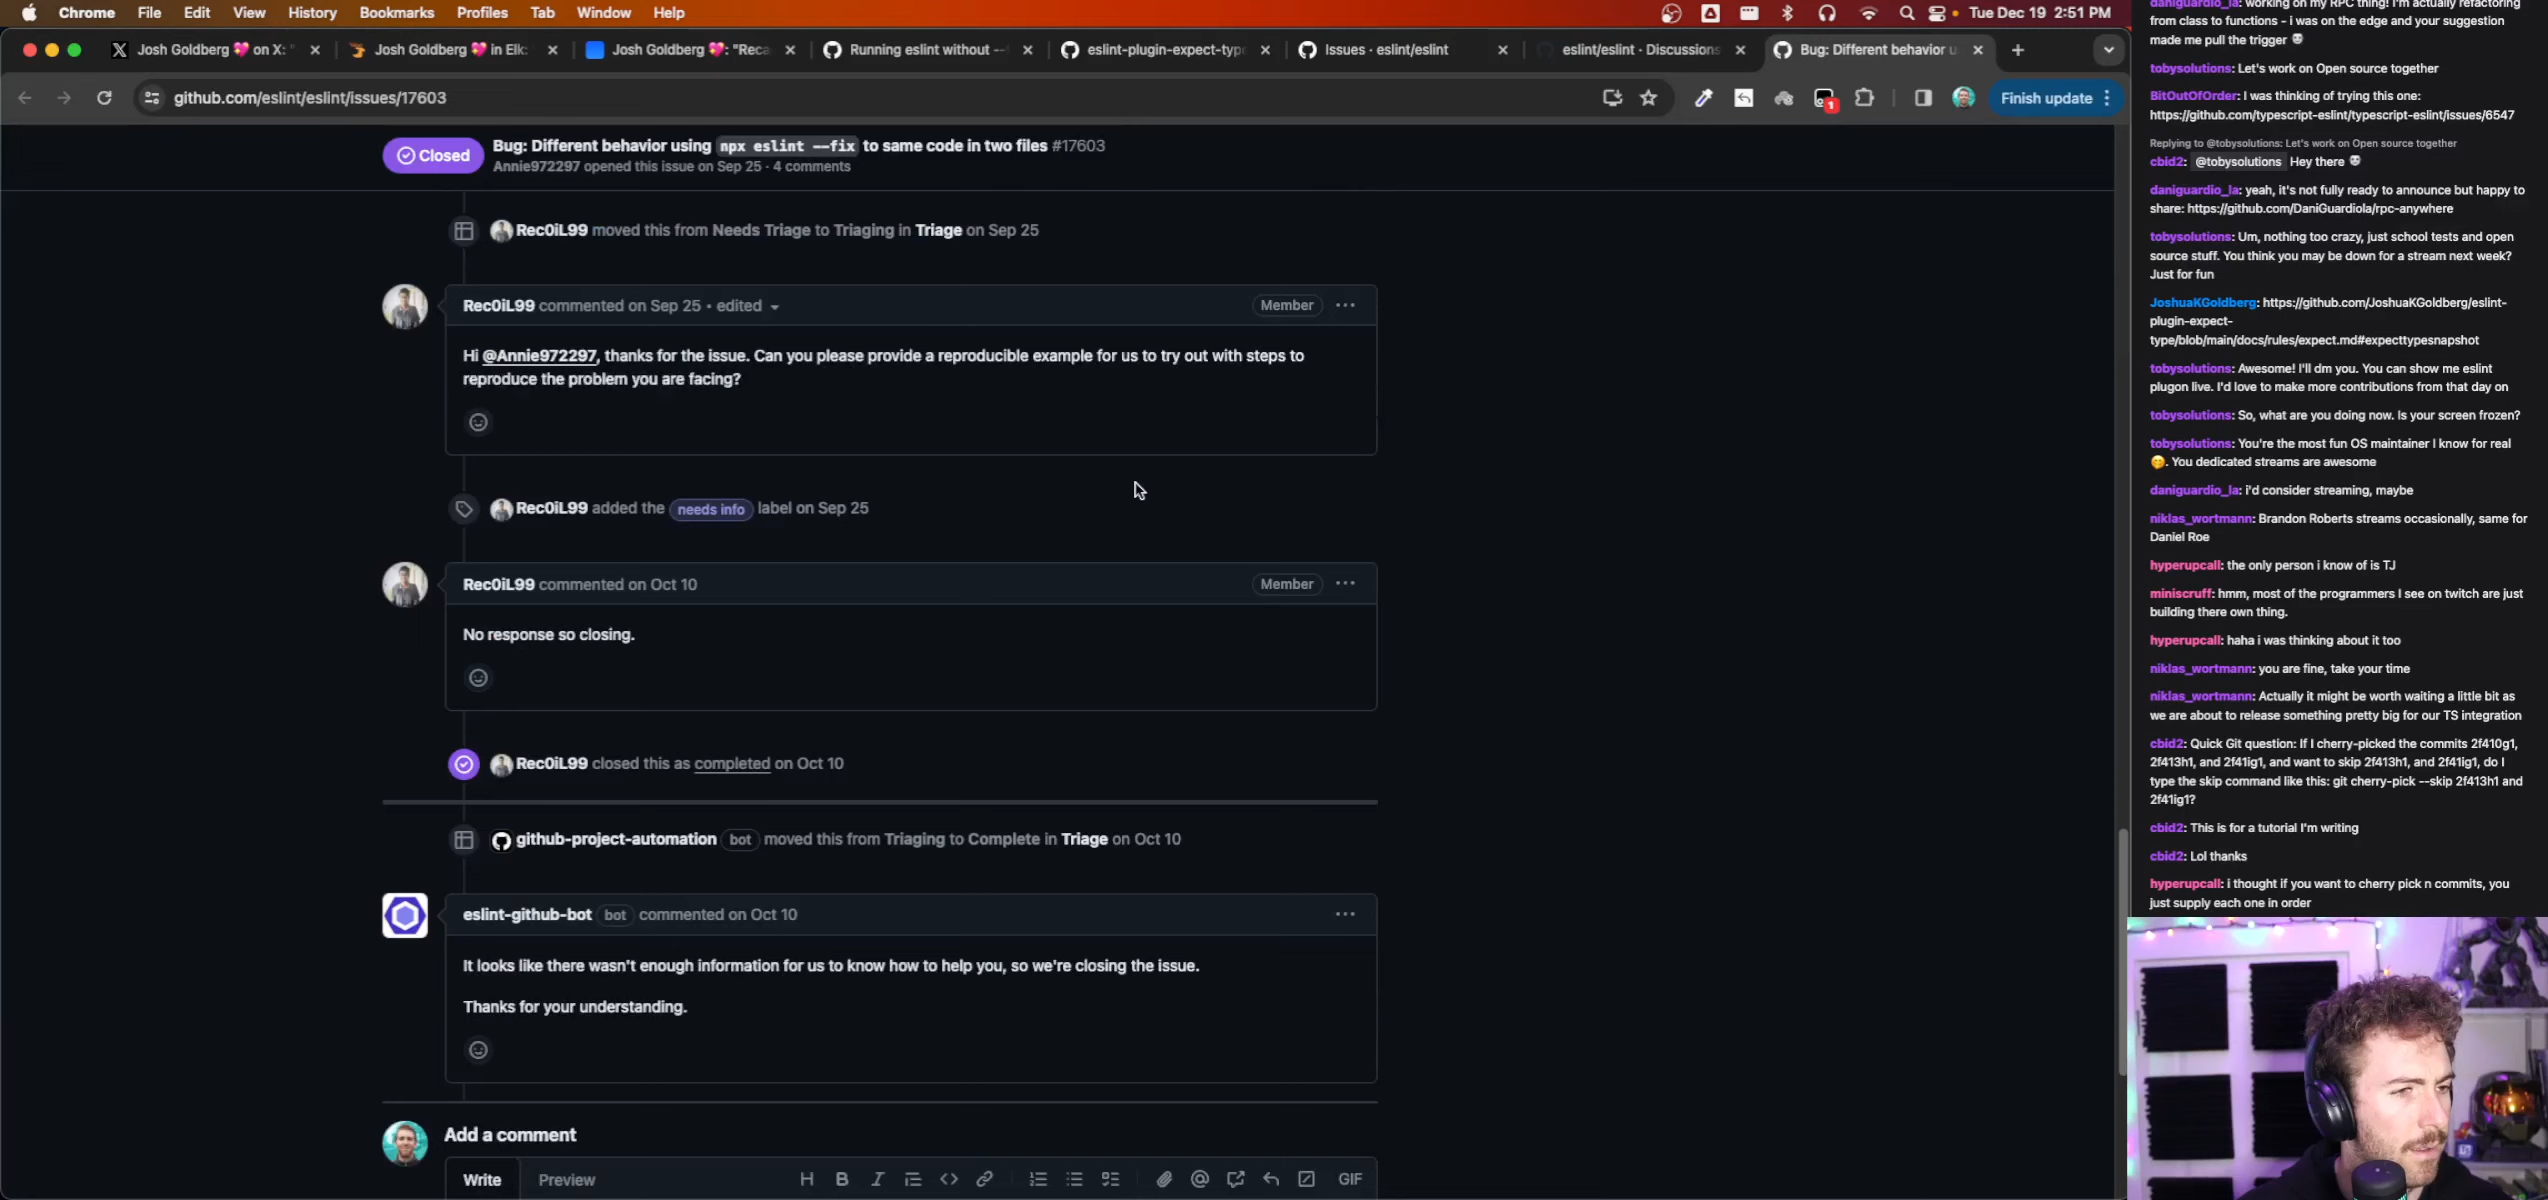 Chrome File Edit View History Bookmarks Profiles Tab Window Help
Tue Dec 19 2:51 PM
Josh Goldberg 💖 on X: "
Josh Goldberg 💖 in Elk:
Josh Goldberg 💖: "Reca
Running eslint without --
eslint-plugin-expect-type
Issues · eslint/eslint
eslint/eslint · Discussions
Bug: Different behavior u
github.com/eslint/eslint/issues/17603
1
Finish update
Closed
Bug: Different behavior using npx eslint --fix to same code in two files #17603
Annie972297 opened this issue on Sep 25 · 4 comments
Rec0iL99 moved this from Needs Triage to Triaging in Triage on Sep 25
Rec0iL99 commented on Sep 25 • edited
Member
Hi @Annie972297, thanks for the issue. Can you please provide a reproducible example for us to try out with steps to
reproduce the problem you are facing?
Rec0iL99 added the needs info label on Sep 25
Rec0iL99 commented on Oct 10
Member
No response so closing.
Rec0iL99 closed this as completed on Oct 10
github-project-automation bot moved this from Triaging to Complete in Triage on Oct 10
eslint-github-bot bot commented on Oct 10
It looks like there wasn't enough information for us to know how to help you, so we're closing the issue.
Thanks for your understanding.
Add a comment
Write Preview
H B I GIF
daniguardio_la: working on my RPC thing! I'm actually refactoring
from class to functions - i was on the edge and your suggestion
made me pull the trigger
tobysolutions: Let's work on Open source together
BitOutOfOrder: I was thinking of trying this one:
https://github.com/typescript-eslint/typescript-eslint/issues/6547
Replying to @tobysolutions: Let's work on Open source together
cbid2: @tobysolutions Hey there
daniguardio_la: yeah, it's not fully ready to announce but happy to
share: https://github.com/DaniGuardiola/rpc-anywhere
tobysolutions: Um, nothing too crazy, just school tests and open
source stuff. You think you may be down for a stream next week?
Just for fun
JoshuaKGoldberg: https://github.com/JoshuaKGoldberg/eslint-
plugin-expect-
type/blob/main/docs/rules/expect.md#expecttypesnapshot
tobysolutions: Awesome! I'll dm you. You can show me eslint
plugon live. I'd love to make more contributions from that day on
tobysolutions: So, what are you doing now. Is your screen frozen?
tobysolutions: You're the most fun OS maintainer I know for real
🤭. You dedicated streams are awesome
daniguardio_la: i'd consider streaming, maybe
niklas_wortmann: Brandon Roberts streams occasionally, same for
Daniel Roe
hyperupcall: the only person i know of is TJ
miniscruff: hmm, most of the programmers I see on twitch are just
building there own thing.
hyperupcall: haha i was thinking about it too
niklas_wortmann: you are fine, take your time
niklas_wortmann: Actually it might be worth waiting a little bit as
we are about to release something pretty big for our TS integration
cbid2: Quick Git question: If I cherry-picked the commits 2f410g1,
2f413h1, and 2f41ig1, and want to skip 2f413h1, and 2f41ig1, do I
type the skip command like this: git cherry-pick --skip 2f413h1 and
2f41ig1?
cbid2: This is for a tutorial I'm writing
cbid2: Lol thanks
hyperupcall: i thought if you want to cherry pick n commits, you
just supply each one in order